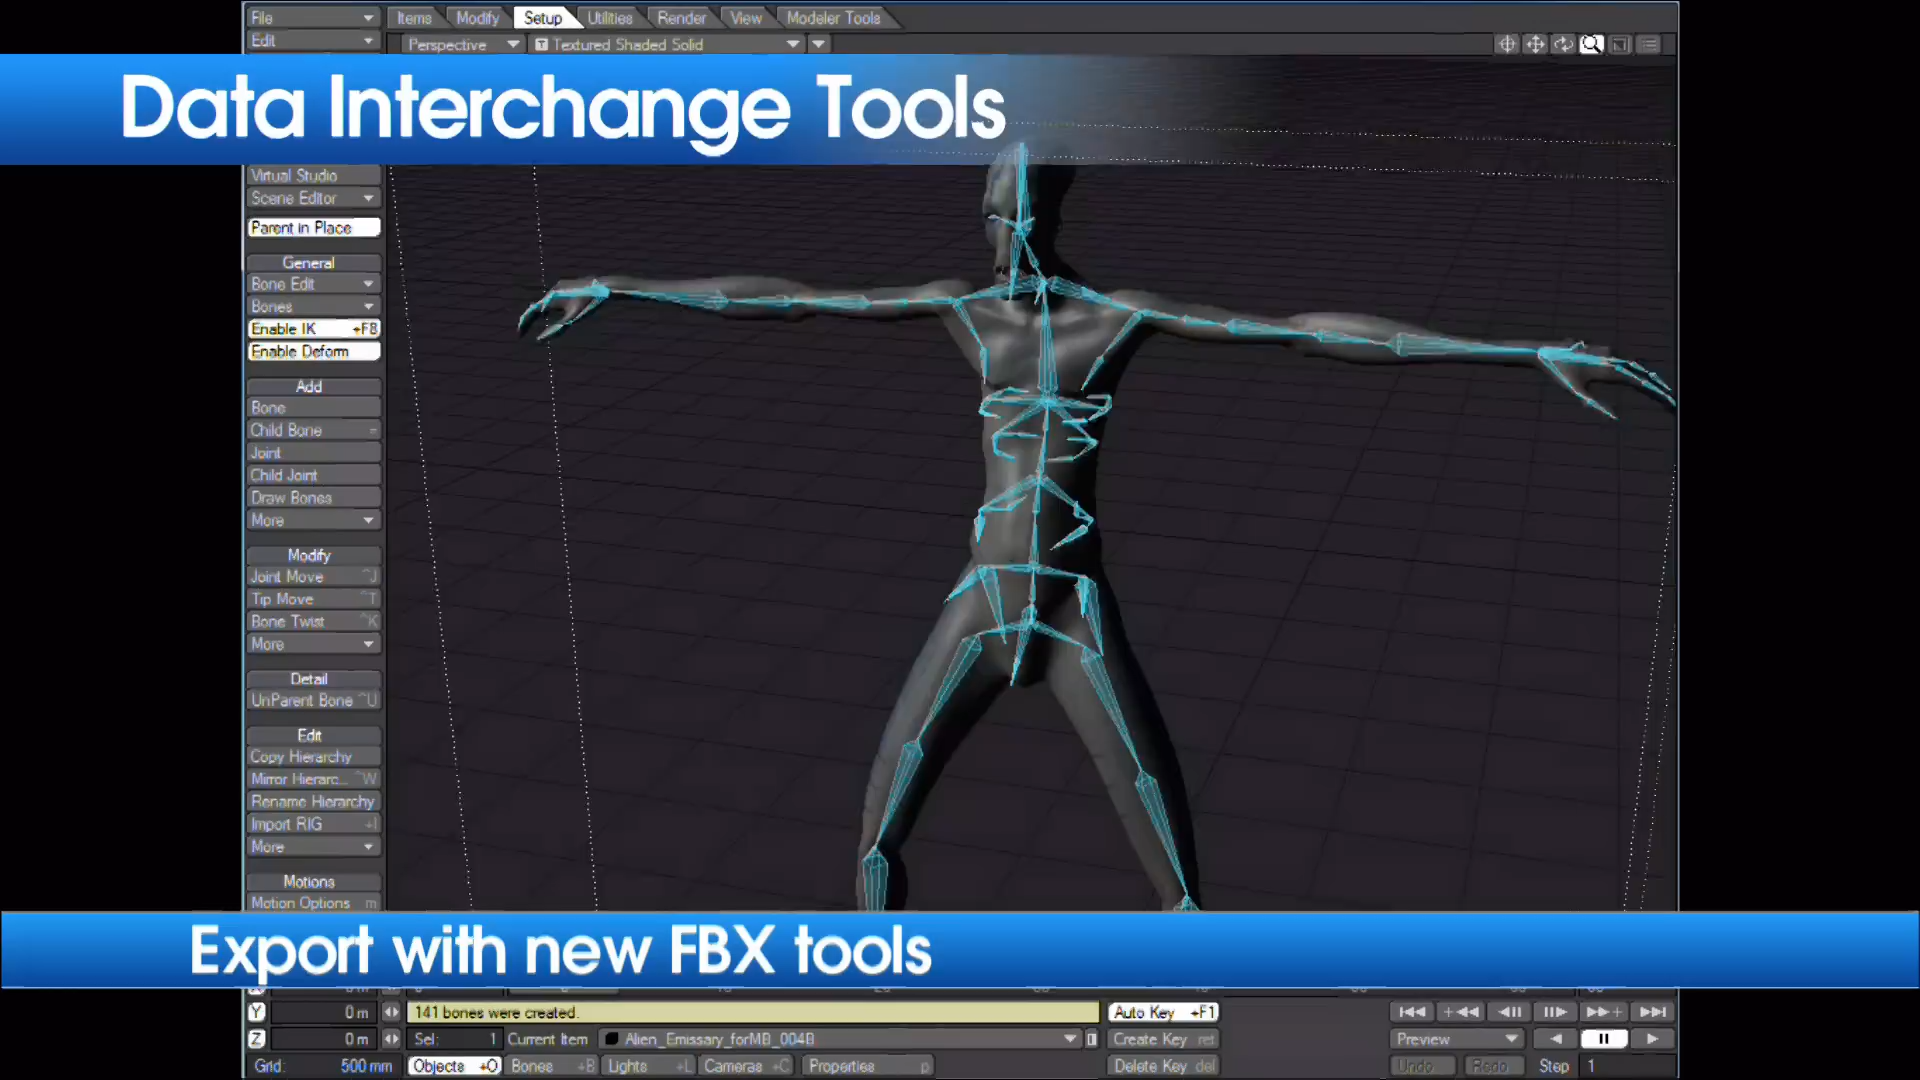 File
Items Modify Setup Utilities Render View Modeler Tools
Edit
Perspective T Textured Shaded Solid
Data Interchange Tools
Virtual Studio
Scene Editor
Parent in Place
General
Bone Edit
Bones
Enable IK +F8
Enable Deform
Add
Bone
Child Bone =
Joint
Child Joint
Draw Bones
More
Modify
Joint Move ^J
Tip Move ^T
Bone Twist ^K
More
Detail
UnParent Bone ^U
Edit
Copy Hierarchy
Mirror Hierarc... ^W
Rename Hierarchy
Import RIG +I
More
Motions
Motion Options m
Export with new FBX tools
Y 0 m 141 bones were created. Auto Key +F1
Z 0 m Sel: 1 Current Item Alien_Emissary_forMB_004B Create Key ret Preview
Grid: 500 mm Objects +O Bones +B Lights +L Cameras +C Properties p Delete Key del Undo Redo Step 1